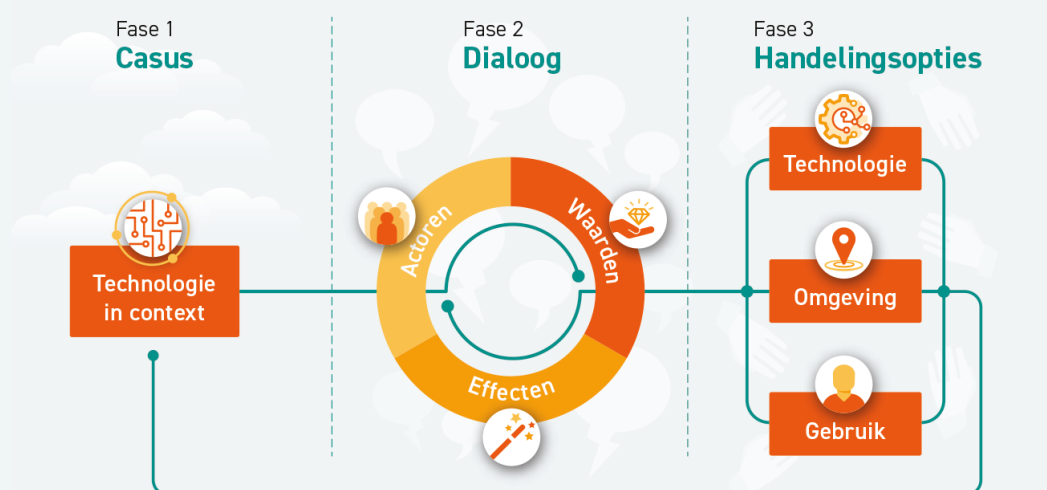 Fase 1
Casus
Technologie
in context
Fase 2
Dialoog
Actoren
Waarden
Effecten
Fase 3
Handelingsopties
Technologie
Omgeving
Gebruik